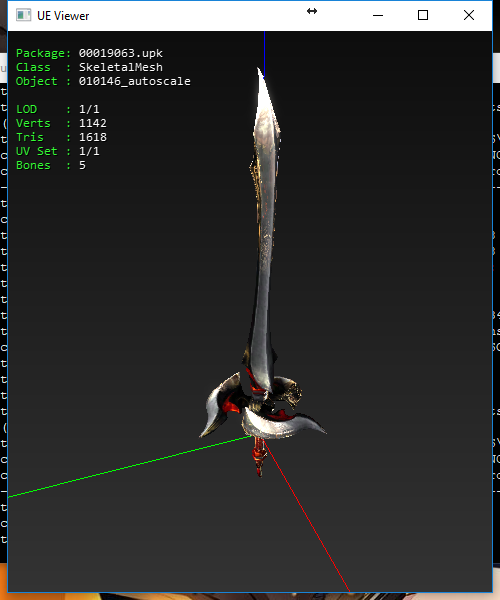 UE Viewer
Package: 00019063.upk
Class : SkeletalMesh
Object : 010146_autoscale
LOD : 1/1
Verts : 1142
Tris : 1618
UV Set : 1/1
Bones : 5